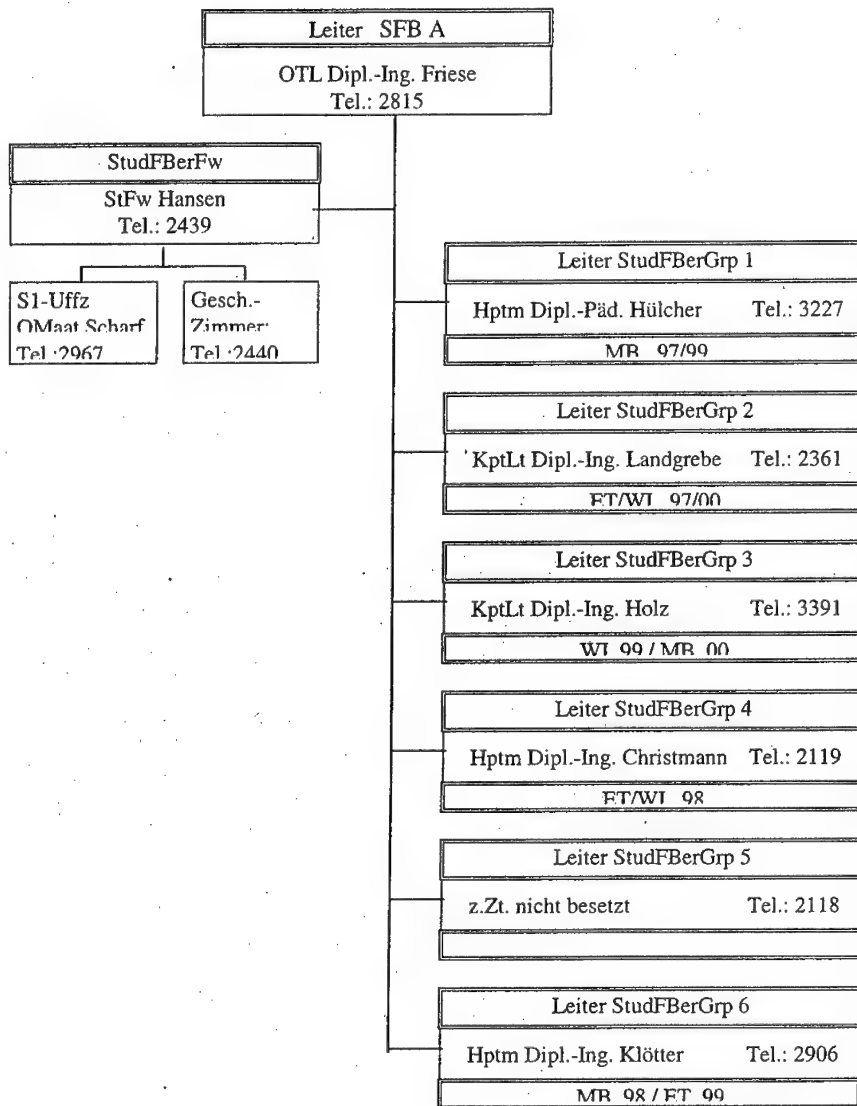 Leiter SFB A
OTL Dipl.-Ing. Friese
Tel.: 2815
StudFBerFw
StFw Hansen
Tel.: 2439
S1-Uffz
OMaat Scharf
Tel.:2967
Gesch.-
Zimmer:
Tel.:2440
Leiter StudFBerGrp 1
Hptm Dipl.-Päd. Hülcher Tel.: 3227
MB 97/99
Leiter StudFBerGrp 2
KptLt Dipl.-Ing. Landgrebe Tel.: 2361
ET/WI 97/00
Leiter StudFBerGrp 3
KptLt Dipl.-Ing. Holz Tel.: 3391
WI 99 / MB 00
Leiter StudFBerGrp 4
Hptm Dipl.-Ing. Christmann Tel.: 2119
ET/WI 98
Leiter StudFBerGrp 5
z.Zt. nicht besetzt Tel.: 2118
Leiter StudFBerGrp 6
Hptm Dipl.-Ing. Klötter Tel.: 2906
MB 98 / ET 99